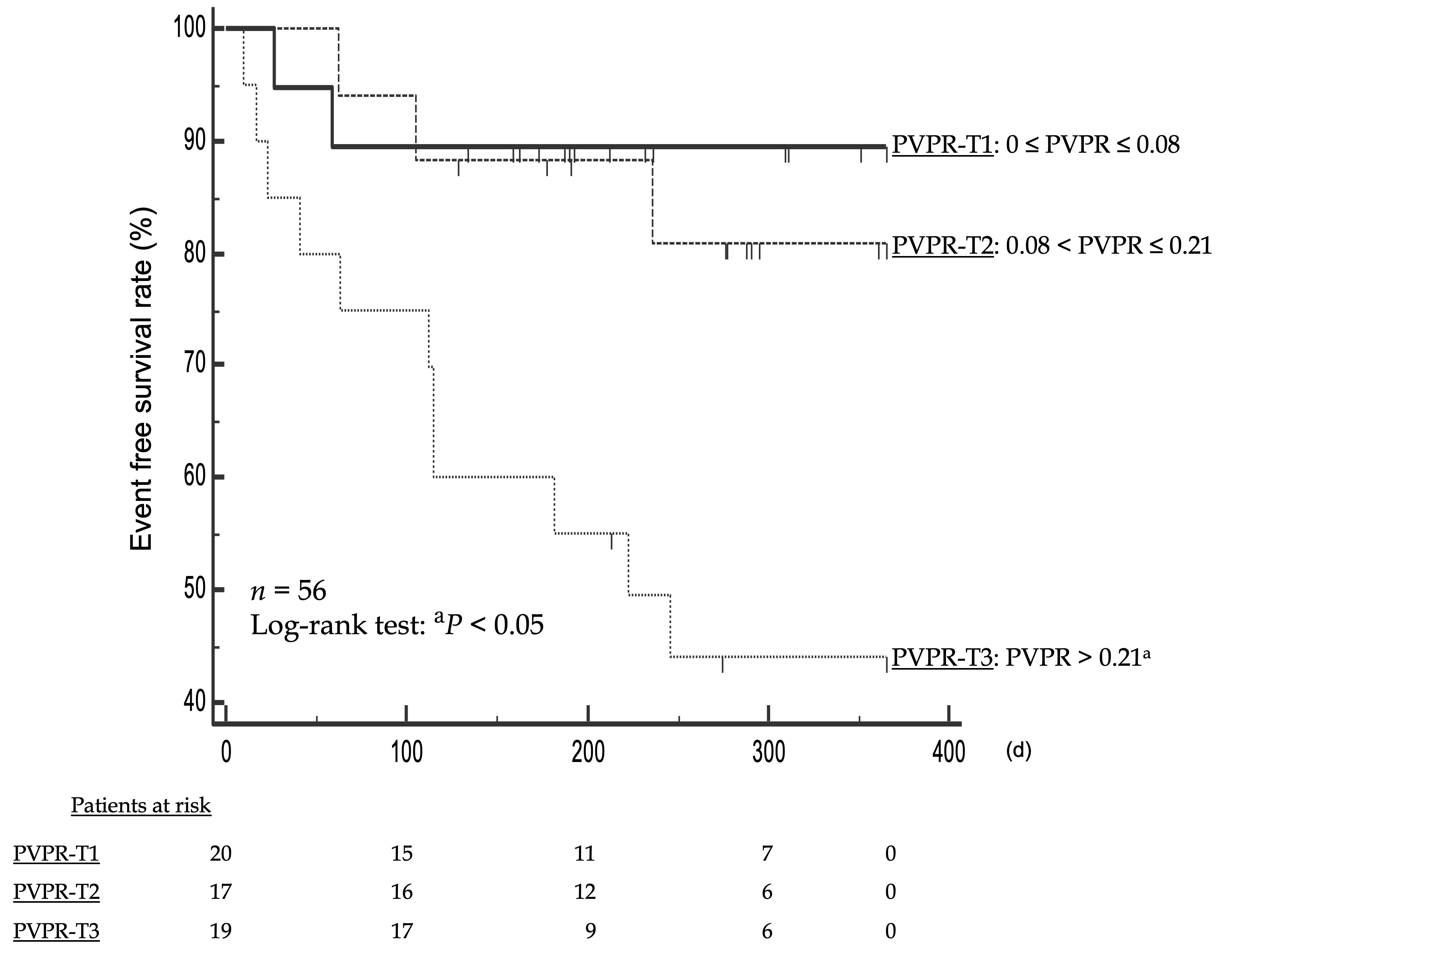 100
90
80
70
60
50
40
Event free survival rate (%)
PVPR-T1: 0 ≤ PVPR ≤ 0.08
PVPR-T2: 0.08 < PVPR ≤ 0.21
n = 56
Log-rank test: ᵃP < 0.05
PVPR-T3: PVPR > 0.21ᵃ
0 100 200 300 400 (d)
Patients at risk
PVPR-T1 20 15 11 7 0
PVPR-T2 17 16 12 6 0
PVPR-T3 19 17 9 6 0